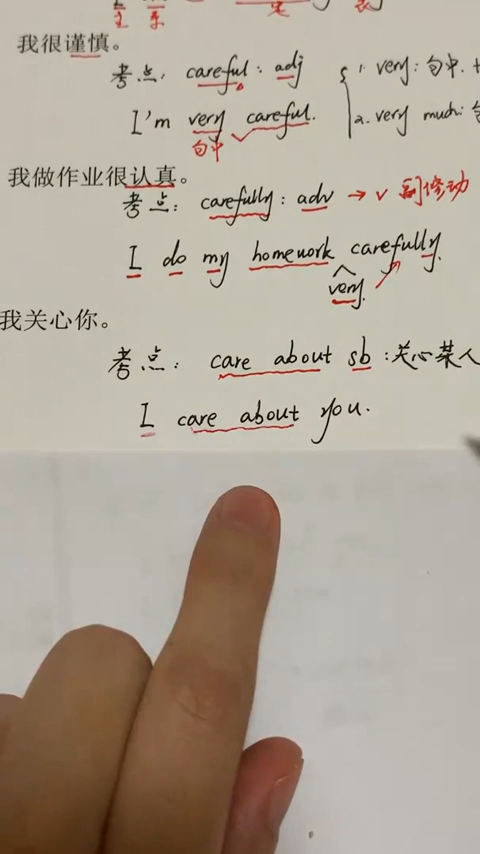 主 系
我很谨慎。
考点: careful: adj
1. very: 句中.
I'm very careful.
2. very much:
句中
我做作业很认真。
考点: carefully: adv → v 副修动
I do my homework carefully.
very
我关心你。
考点: care about sb: 关心某人
I care about you.